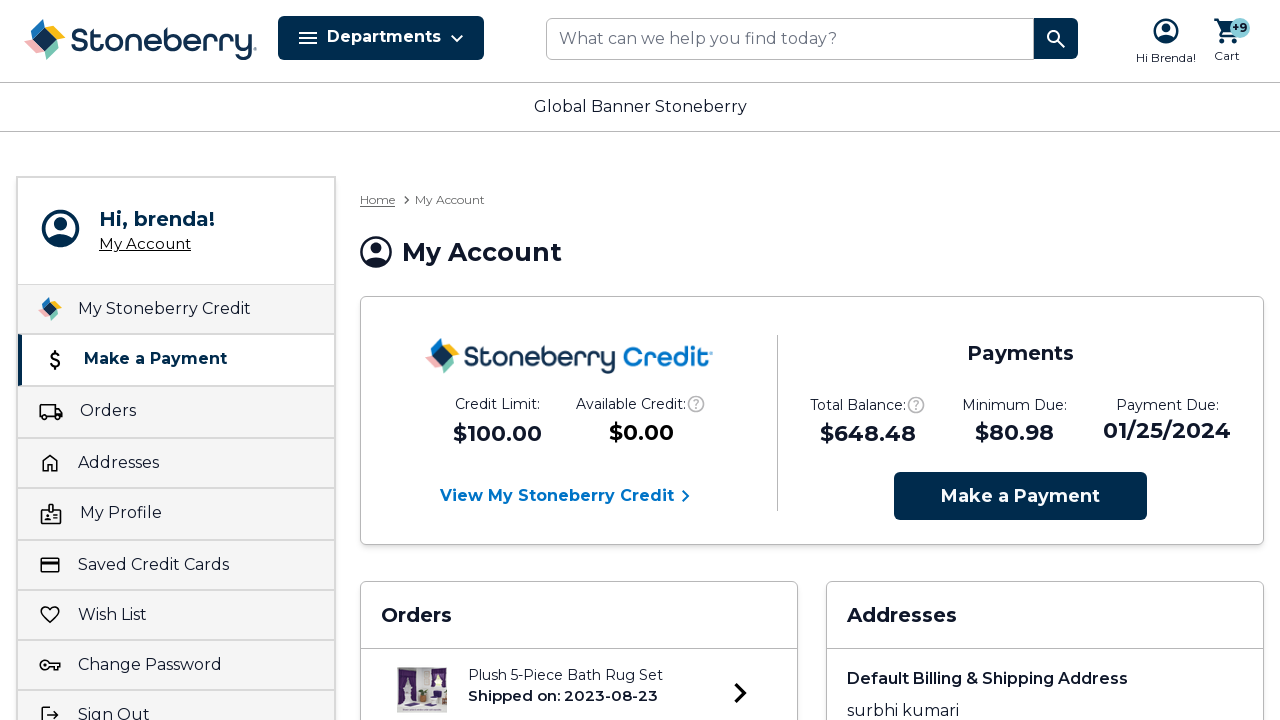 Stoneberry.
Departments
What can we help you find today?
Hi Brenda!
+9
Cart
Global Banner Stoneberry
Hi, brenda!
My Account
My Stoneberry Credit
Make a Payment
Orders
Addresses
My Profile
Saved Credit Cards
Wish List
Change Password
Sign Out
Home
My Account
My Account
Stoneberry Credit
Credit Limit:
$100.00
Available Credit:
$0.00
View My Stoneberry Credit
Payments
Total Balance:
$648.48
Minimum Due:
$80.98
Payment Due:
01/25/2024
Make a Payment
Orders
Plush 5-Piece Bath Rug Set
Shipped on: 2023-08-23
Addresses
Default Billing & Shipping Address
surbhi kumari